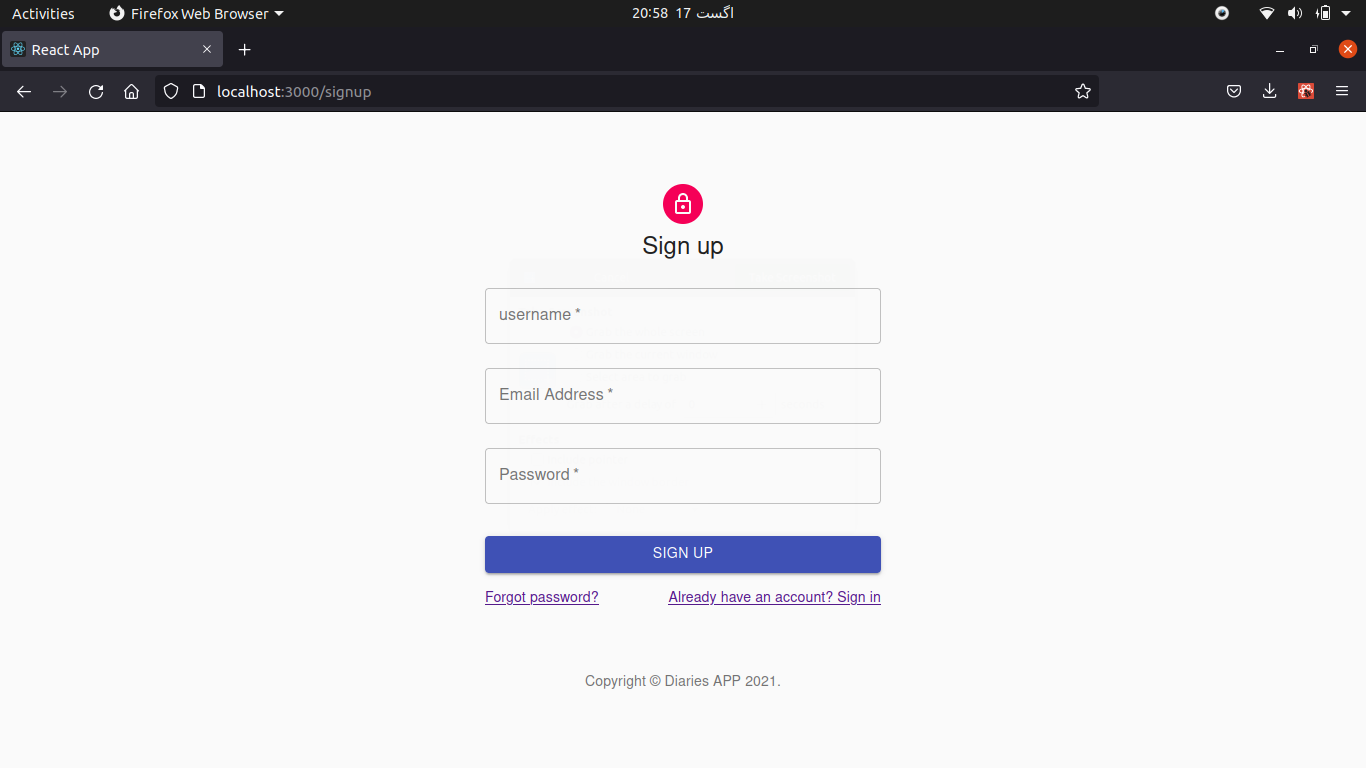 Activities Firefox Web Browser 20:58 17 اگست
React App
localhost:3000/signup
Sign up
username *
Email Address *
Password *
SIGN UP
Forgot password? Already have an account? Sign in
Copyright © Diaries APP 2021.